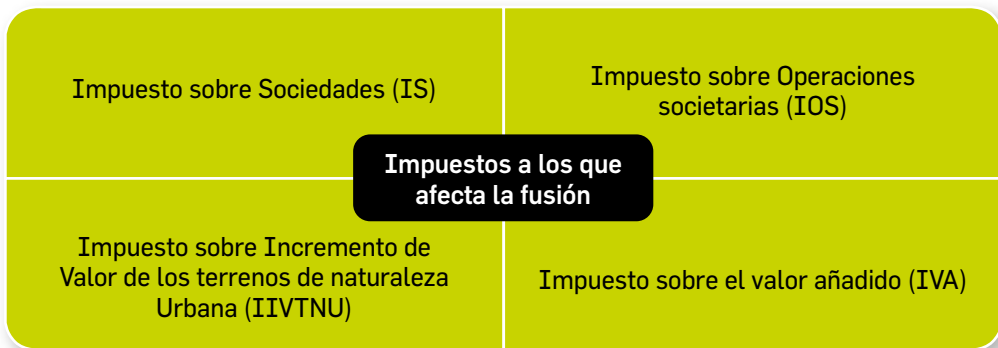 Impuesto sobre Sociedades (IS)
Impuesto sobre Operaciones
societarias (IOS)
Impuestos a los que
afecta la fusión
Impuesto sobre Incremento de
Valor de los terrenos de naturaleza
Urbana (IIVTNU)
Impuesto sobre el valor añadido (IVA)